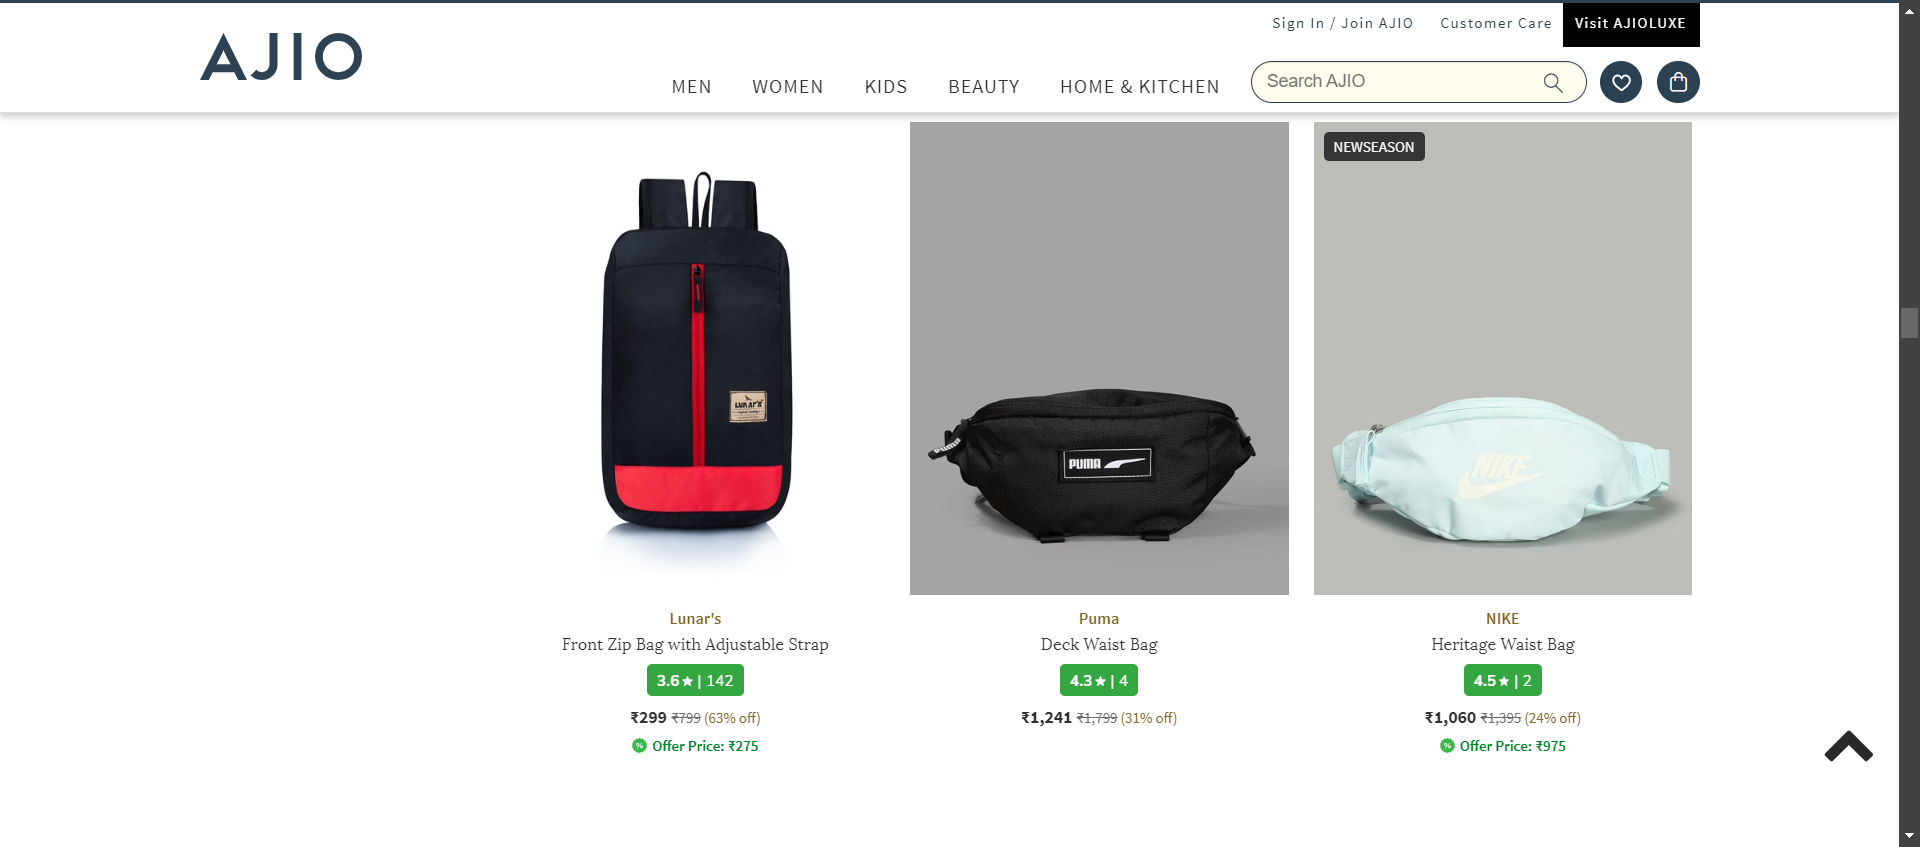 Sign In / Join AJIO
Customer Care
Visit AJIOLUXE
AJIO
MEN
WOMEN
KIDS
BEAUTY
HOME & KITCHEN
Search AJIO
NEWSEASON
LUNAR'S
PUMA
PUMA
NIKE
Lunar's
Front Zip Bag with Adjustable Strap
3.6 ★ | 142
₹299 ₹799 (63% off)
% Offer Price: ₹275
Puma
Deck Waist Bag
4.3 ★ | 4
₹1,241 ₹1,799 (31% off)
NIKE
Heritage Waist Bag
4.5 ★ | 2
₹1,060 ₹1,395 (24% off)
% Offer Price: ₹975